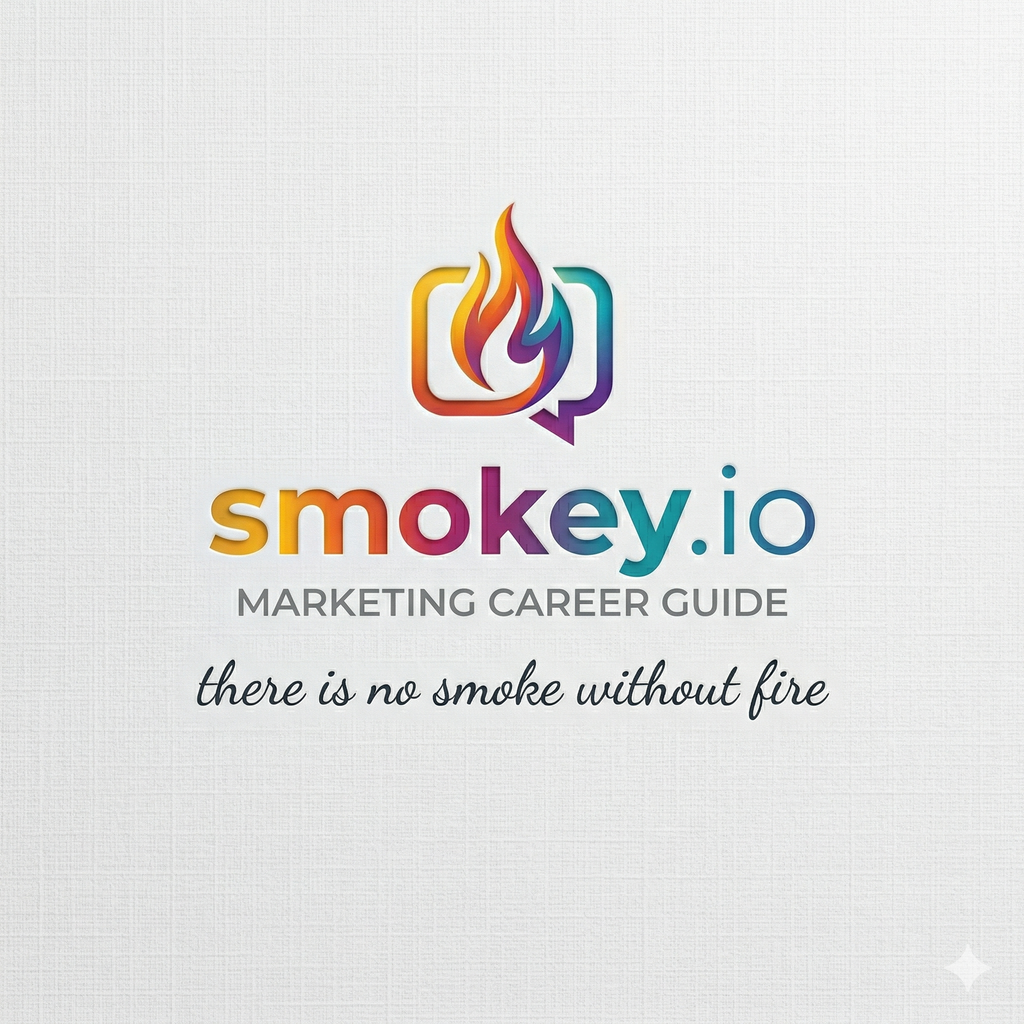 smokey.io
MARKETING CAREER GUIDE
there is no smoke without fire